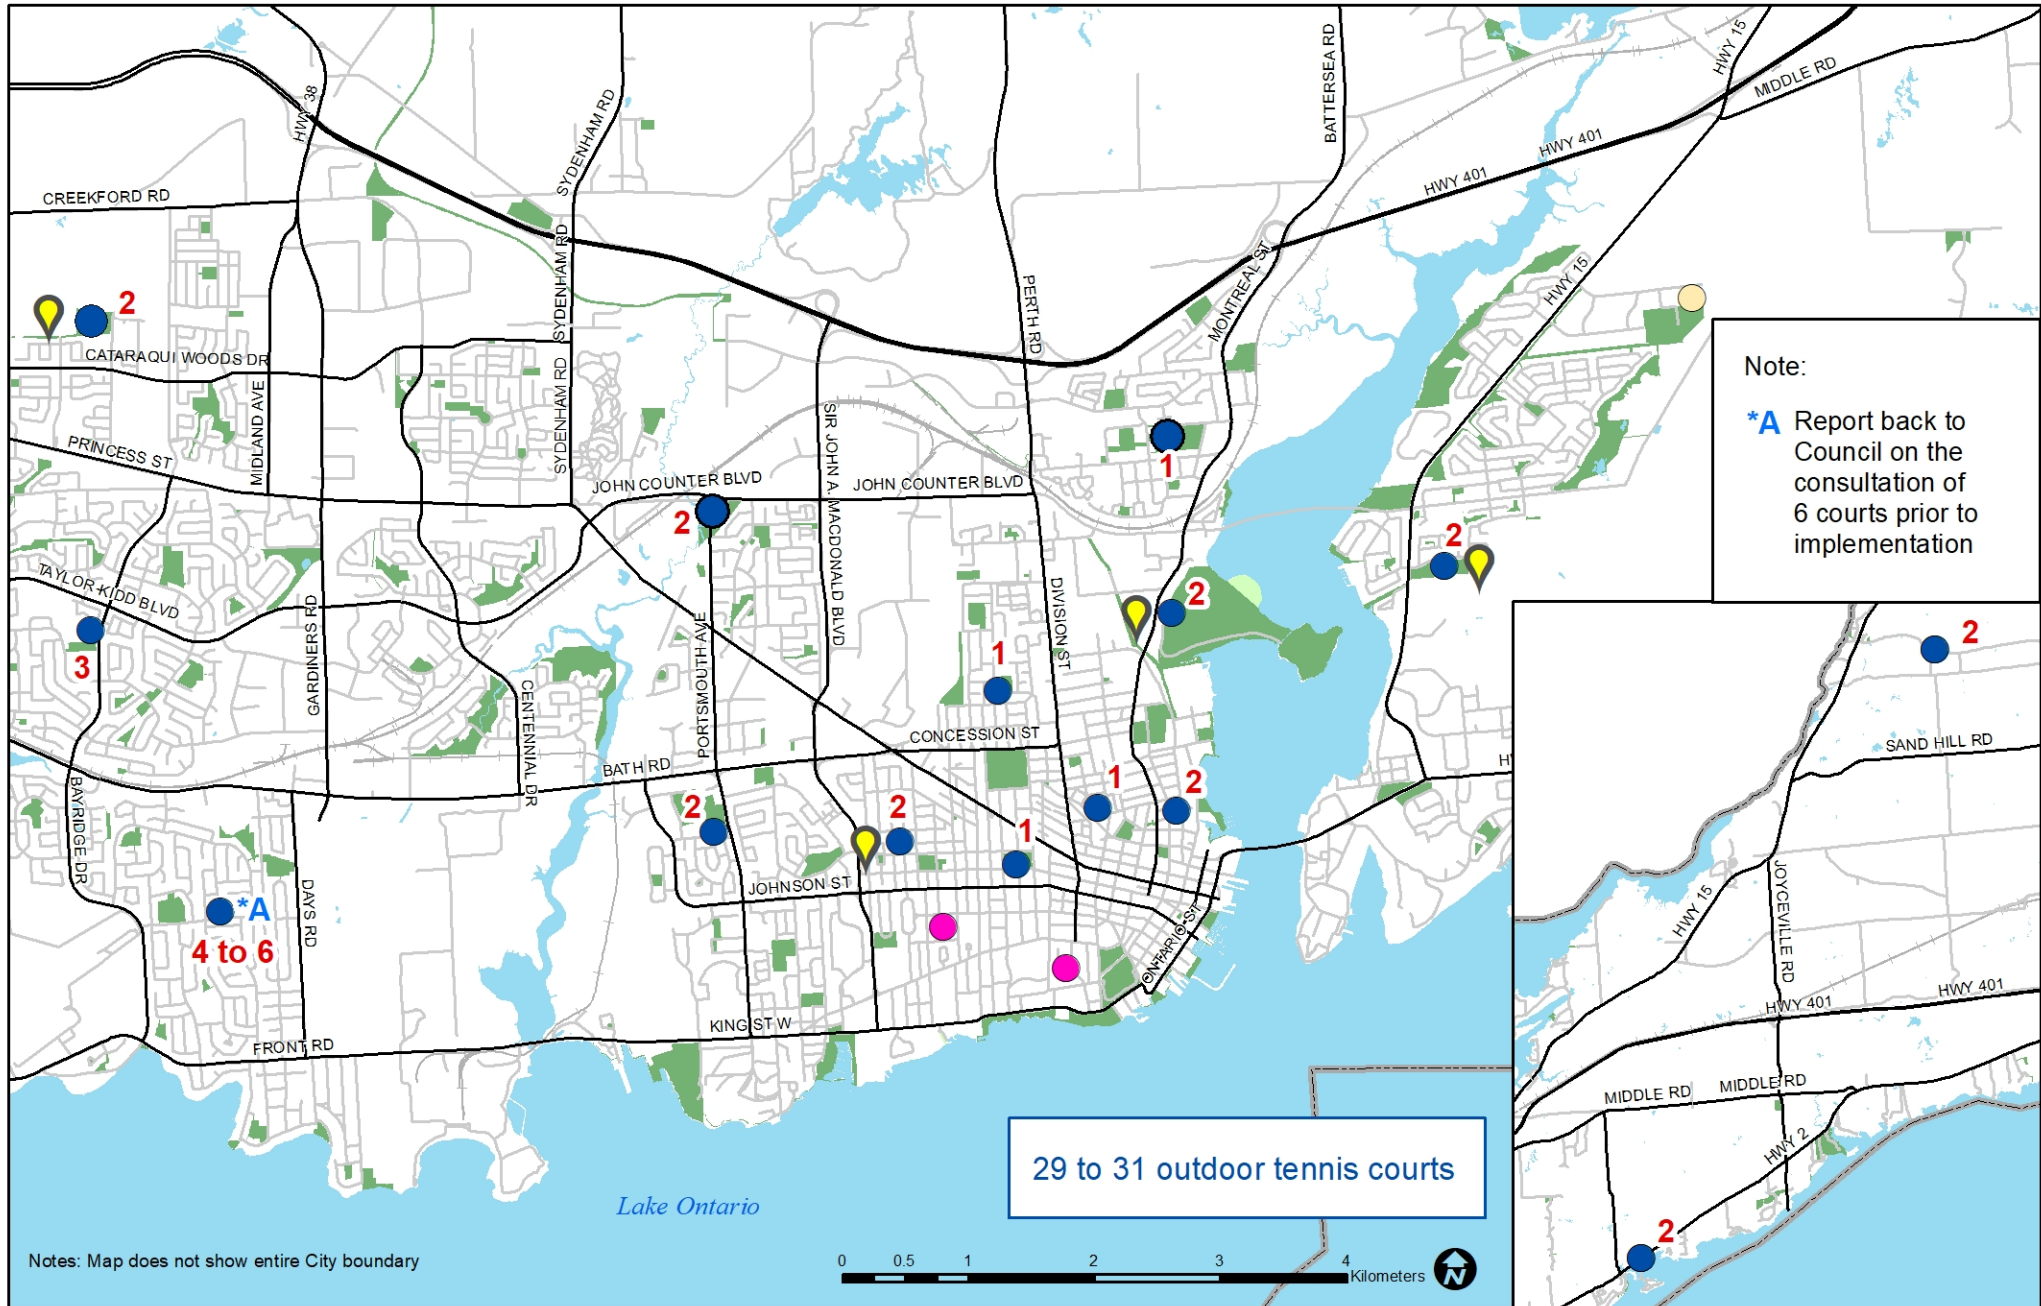 HWY 38
SYDENHAM RD
BATTERSEA RD
HWY 15
MIDDLE RD
HWY 401
HWY 401
CREEKFORD RD
SYDENHAM RD
PERTH RD
MONTREAL ST
HWY 15
2
CATARAQUI WOODS DR
MIDLAND AVE
SYDENHAM RD
SIR JOHN A. MACDONALD BLVD
Note:
*A Report back to
Council on the
consultation of
6 courts prior to
implementation
PRINCESS ST
JOHN COUNTER BLVD
JOHN COUNTER BLVD
1
2
2
TAYLOR-KIDD BLVD
GARDINERS RD
PORTSMOUTH AVE
DIVISION ST
2
3
1
CENTENNIAL DR
CONCESSION ST
BATH RD
H
BAYRIDGE DR
2
2
1
1
2
JOHNSON ST
DAYS RD
*A
4 to 6
ONTARIO ST
KING ST W
FRONT RD
2
SAND HILL RD
HWY 15
JOYCEVILLE RD
HWY 401
HWY 401
MIDDLE RD
MIDDLE RD
HWY 2
2
29 to 31 outdoor tennis courts
Lake Ontario
Notes: Map does not show entire City boundary
0 0.5 1 2 3 4
Kilometers
N